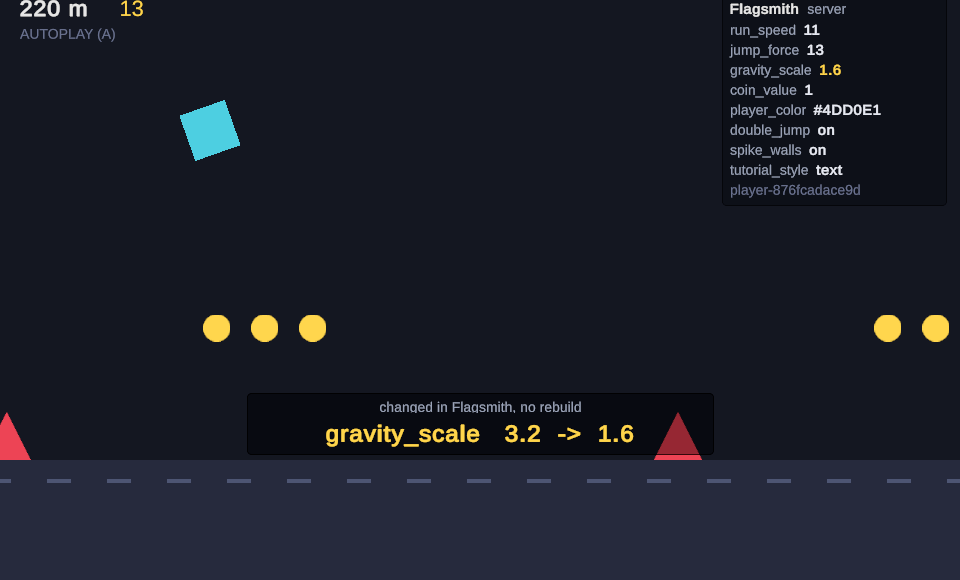 220 m 13
AUTOPLAY (A)
Flagsmith server
run_speed 11
jump_force 13
gravity_scale 1.6
coin_value 1
player_color #4DD0E1
double_jump on
spike_walls on
tutorial_style text
player-876fcadace9d
changed in Flagsmith, no rebuild
gravity_scale 3.2 -> 1.6